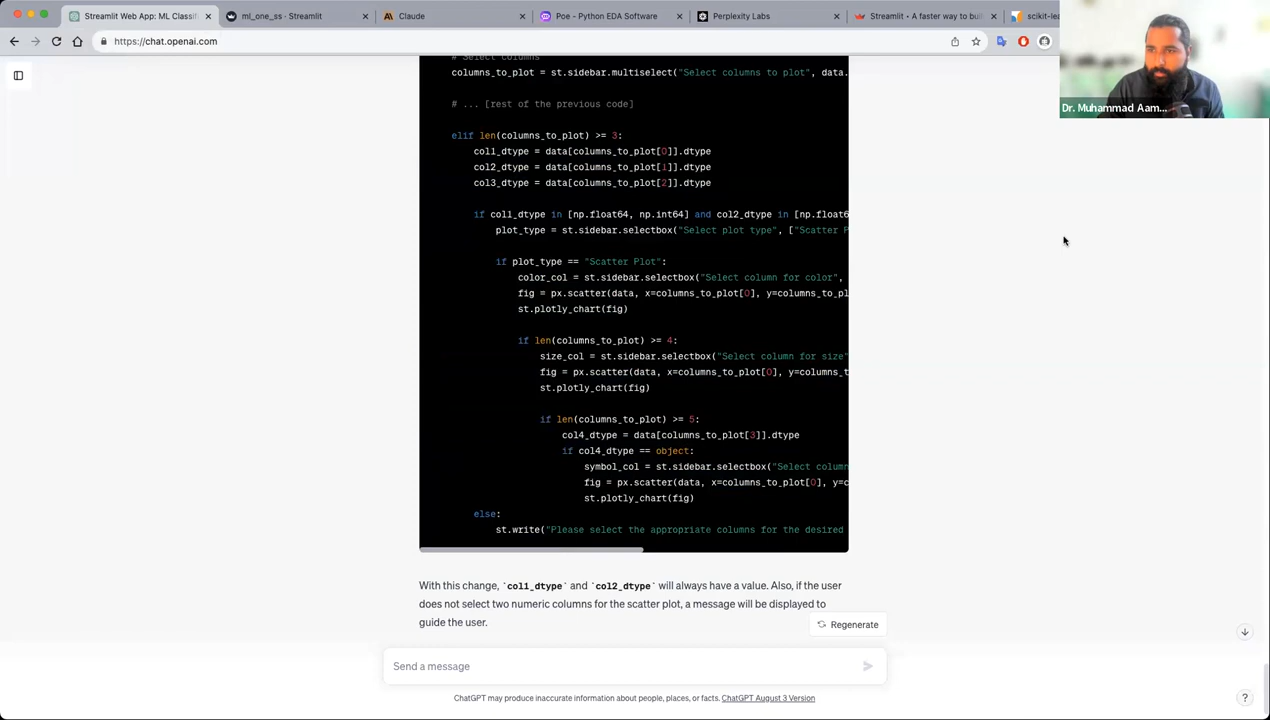 Streamlit Web App: ML Classif
ml_one_ss · Streamlit
Claude
Poe - Python EDA Software
Perplexity Labs
Streamlit • A faster way to buil
scikit-lea
https://chat.openai.com
Dr. Muhammad Aam...
# Select columns
columns_to_plot = st.sidebar.multiselect("Select columns to plot", data.
# ... [rest of the previous code]
elif len(columns_to_plot) >= 3:
col1_dtype = data[columns_to_plot[0]].dtype
col2_dtype = data[columns_to_plot[1]].dtype
col3_dtype = data[columns_to_plot[2]].dtype
if col1_dtype in [np.float64, np.int64] and col2_dtype in [np.float6
plot_type = st.sidebar.selectbox("Select plot type", ["Scatter P
if plot_type == "Scatter Plot":
color_col = st.sidebar.selectbox("Select column for color",
fig = px.scatter(data, x=columns_to_plot[0], y=columns_to_pl
st.plotly_chart(fig)
if len(columns_to_plot) >= 4:
size_col = st.sidebar.selectbox("Select column for size"
fig = px.scatter(data, x=columns_to_plot[0], y=columns_t
st.plotly_chart(fig)
if len(columns_to_plot) >= 5:
col4_dtype = data[columns_to_plot[3]].dtype
if col4_dtype == object:
symbol_col = st.sidebar.selectbox("Select column
fig = px.scatter(data, x=columns_to_plot[0], y=c
st.plotly_chart(fig)
else:
st.write("Please select the appropriate columns for the desired
With this change, `col1_dtype` and `col2_dtype` will always have a value. Also, if the user
does not select two numeric columns for the scatter plot, a message will be displayed to
guide the user.
Regenerate
Send a message
ChatGPT may produce inaccurate information about people, places, or facts. ChatGPT August 3 Version
?